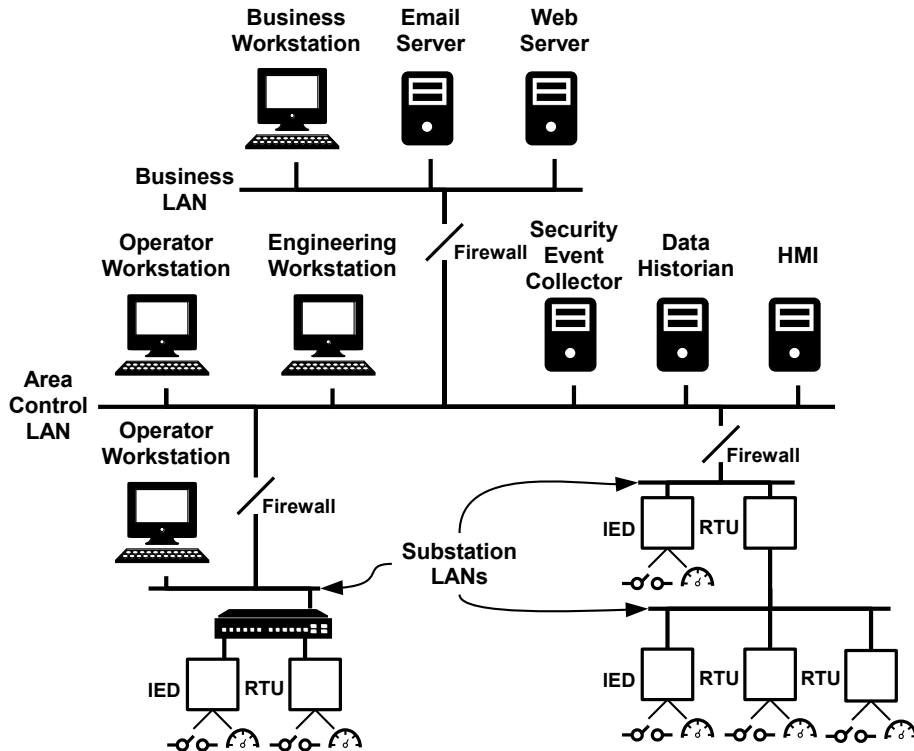 Business
Workstation
Email
Server
Web
Server
Business
LAN
Firewall
Operator
Workstation
Engineering
Workstation
Security
Event
Collector
Data
Historian
HMI
Area
Control
LAN
Operator
Workstation
Firewall
Firewall
Substation
LANs
IED
RTU
IED
RTU
IED
RTU
RTU